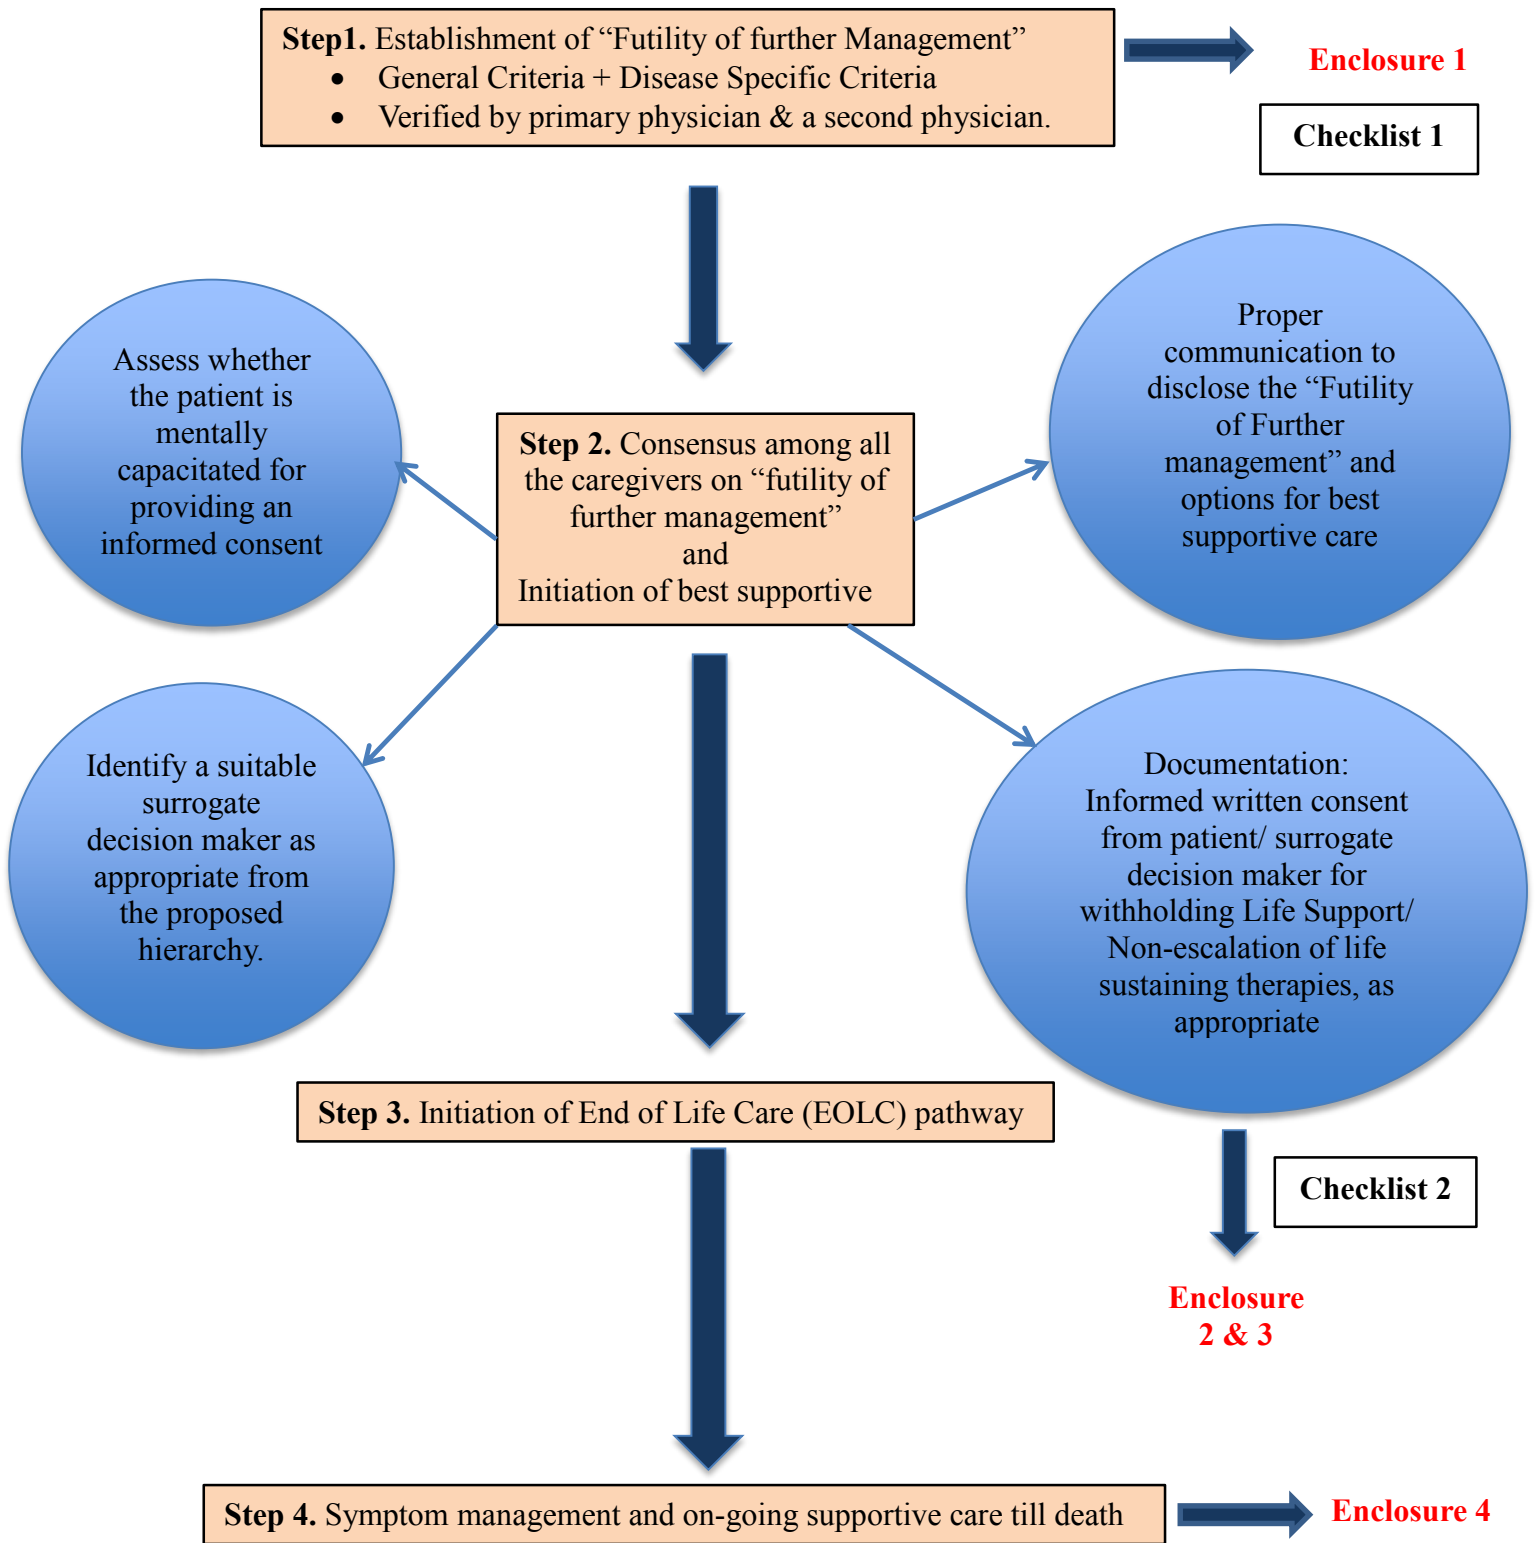 Step1. Establishment of “Futility of further Management”
• General Criteria + Disease Specific Criteria
• Verified by primary physician & a second physician.
Enclosure 1
Checklist 1
Assess whether
the patient is
mentally
capacitated for
providing an
informed consent
Proper
communication to
disclose the “Futility
of Further
management” and
options for best
supportive care
Step 2. Consensus among all
the caregivers on “futility of
further management”
and
Initiation of best supportive
Identify a suitable
surrogate
decision maker as
appropriate from
the proposed
hierarchy.
Documentation:
Informed written consent
from patient/ surrogate
decision maker for
withholding Life Support/
Non-escalation of life
sustaining therapies, as
appropriate
Step 3. Initiation of End of Life Care (EOLC) pathway
Checklist 2
Enclosure
2 & 3
Step 4. Symptom management and on-going supportive care till death
Enclosure 4